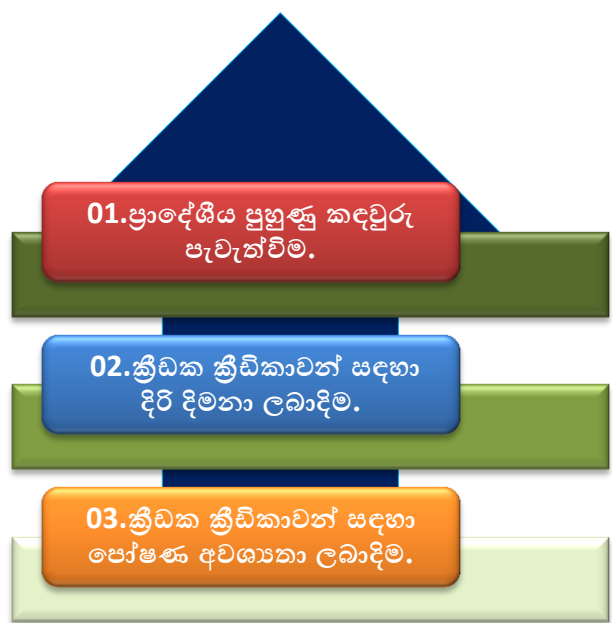 01.ප්‍රාදේශීය පුහුණු කඳවුරු
පැවැත්විම.
02.ක්‍රීඩක ක්‍රීඩිකාවන් සඳහා
දිරි දිමනා ලබාදිම.
03.ක්‍රීඩක ක්‍රීඩිකාවන් සඳහා
පෝෂණ අවශ්‍යතා ලබාදිම.